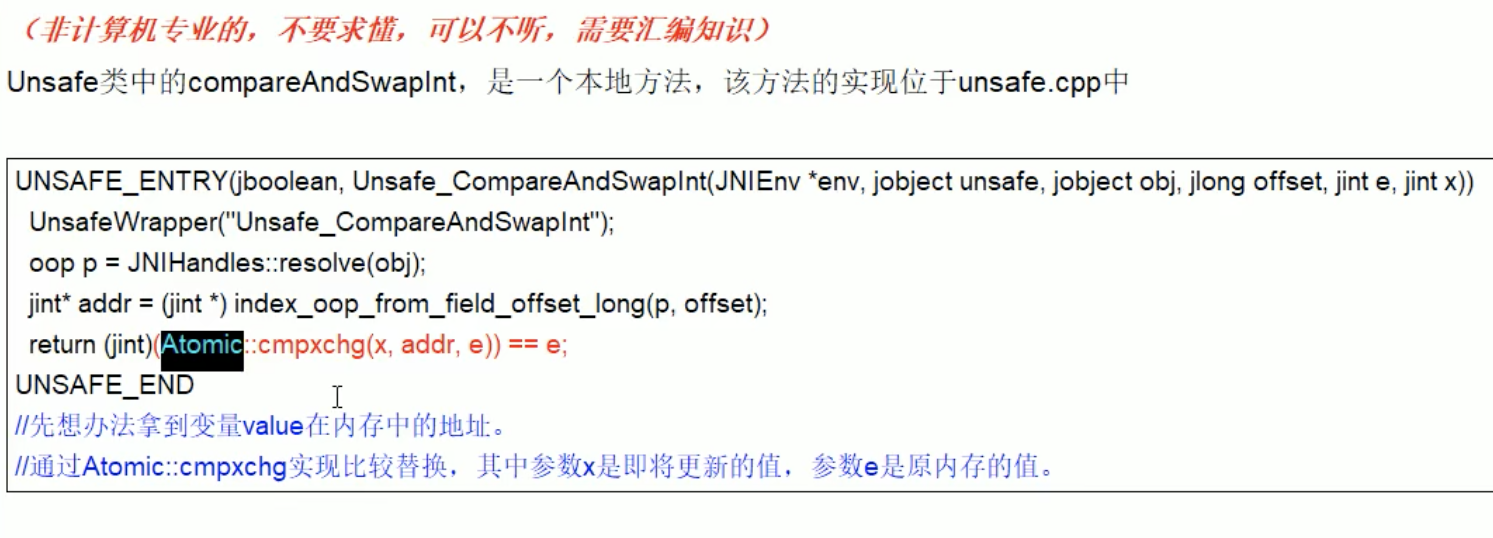 （非计算机专业的，不要求懂，可以不听，需要汇编知识）
Unsafe类中的compareAndSwapInt，是一个本地方法，该方法的实现位于unsafe.cpp中
UNSAFE_ENTRY(jboolean, Unsafe_CompareAndSwapInt(JNIEnv *env, jobject unsafe, jobject obj, jlong offset, jint e, jint x))
UnsafeWrapper("Unsafe_CompareAndSwapInt");
oop p = JNIHandles::resolve(obj);
jint* addr = (jint *) index_oop_from_field_offset_long(p, offset);
return (jint)(Atomic::cmpxchg(x, addr, e)) == e;
UNSAFE_END
//先想办法拿到变量value在内存中的地址。
//通过Atomic::cmpxchg实现比较替换，其中参数x是即将更新的值，参数e是原内存的值。